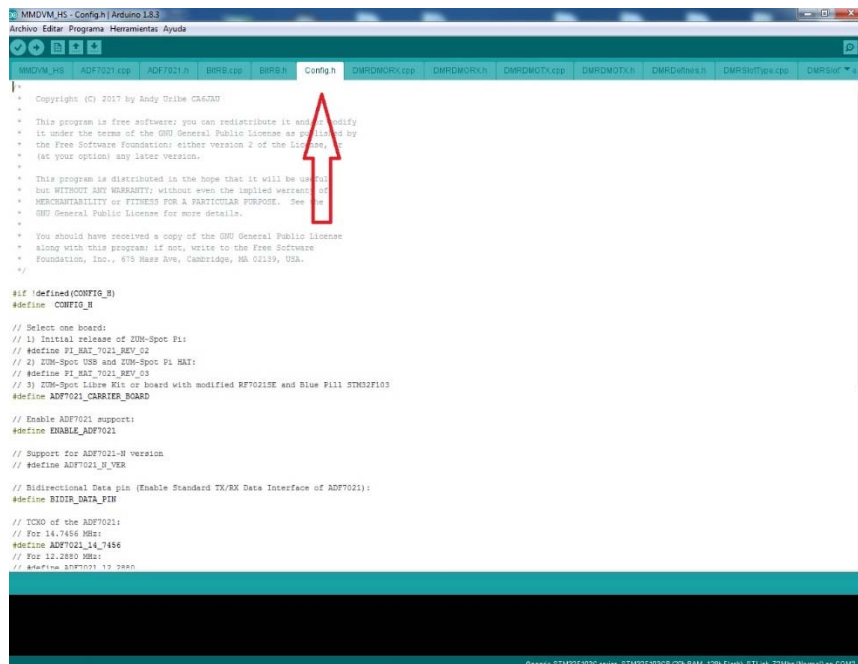 MMDVM_HS - Config.h | Arduino 1.8.3
Archivo Editar Programa Herramientas Ayuda
MMDVM_HS ADF7021.cpp ADF7021.h BitRB.cpp BitRB.h Config.h DMRDMORX.cpp DMRDMORX.h DMRDMOTX.cpp DMRDMOTX.h DMRDefines.h DMRSlotType.cpp DMRSlot
/*
* Copyright (C) 2017 by Andy Uribe CA6JAU
*
* This program is free software; you can redistribute it and/or modify
* it under the terms of the GNU General Public License as published by
* the Free Software Foundation; either version 2 of the License, or
* (at your option) any later version.
*
* This program is distributed in the hope that it will be useful,
* but WITHOUT ANY WARRANTY; without even the implied warranty of
* MERCHANTABILITY or FITNESS FOR A PARTICULAR PURPOSE. See the
* GNU General Public License for more details.
*
* You should have received a copy of the GNU General Public License
* along with this program; if not, write to the Free Software
* Foundation, Inc., 675 Mass Ave, Cambridge, MA 02139, USA.
*/
#if !defined(CONFIG_H)
#define CONFIG_H
// Select one board:
// 1) Initial release of ZUM-Spot Pi:
// #define PI_HAT_7021_REV_02
// 2) ZUM-Spot USB and ZUM-Spot Pi HAT:
// #define PI_HAT_7021_REV_03
// 3) ZUM-Spot Libre Kit or board with modified RF7021SE and Blue Pill STM32F103
#define ADF7021_CARRIER_BOARD
// Enable ADF7021 support:
#define ENABLE_ADF7021
// Support for ADF7021-N version
// #define ADF7021_N_VER
// Bidirectional Data pin (Enable Standard TX/RX Data Interface of ADF7021):
#define BIDIR_DATA_PIN
// TCXO of the ADF7021:
// For 14.7456 MHz:
#define ADF7021_14_7456
// For 12.2880 MHz:
// #define ADF7021_12_2880